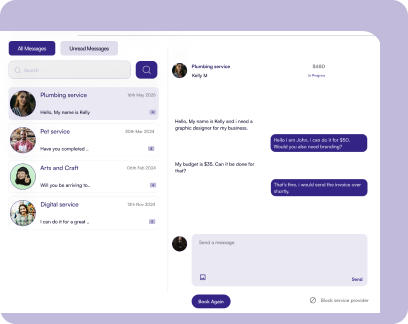 All Messages
Unread Messages
Search
Plumbing service
16th May 2025
Hello, My name is Kelly
Pet service
20th Mar 2024
Have you completed ..
Arts and Craft
06th Feb 2024
Will you be arriving to..
Digital service
12th Nov 2024
I can do it for a great ..
Plumbing service
$480
Kelly M
In Progress
Hello, My name is Kelly and i need a
graphic designer for my business.
Hello I am John, i can do it for $50.
Would you also need branding?
My budget is $35. Can it be done for
that?
That's fine, i would send the invoice over
shortly.
Send a message
Send
Book Again
Block service provider